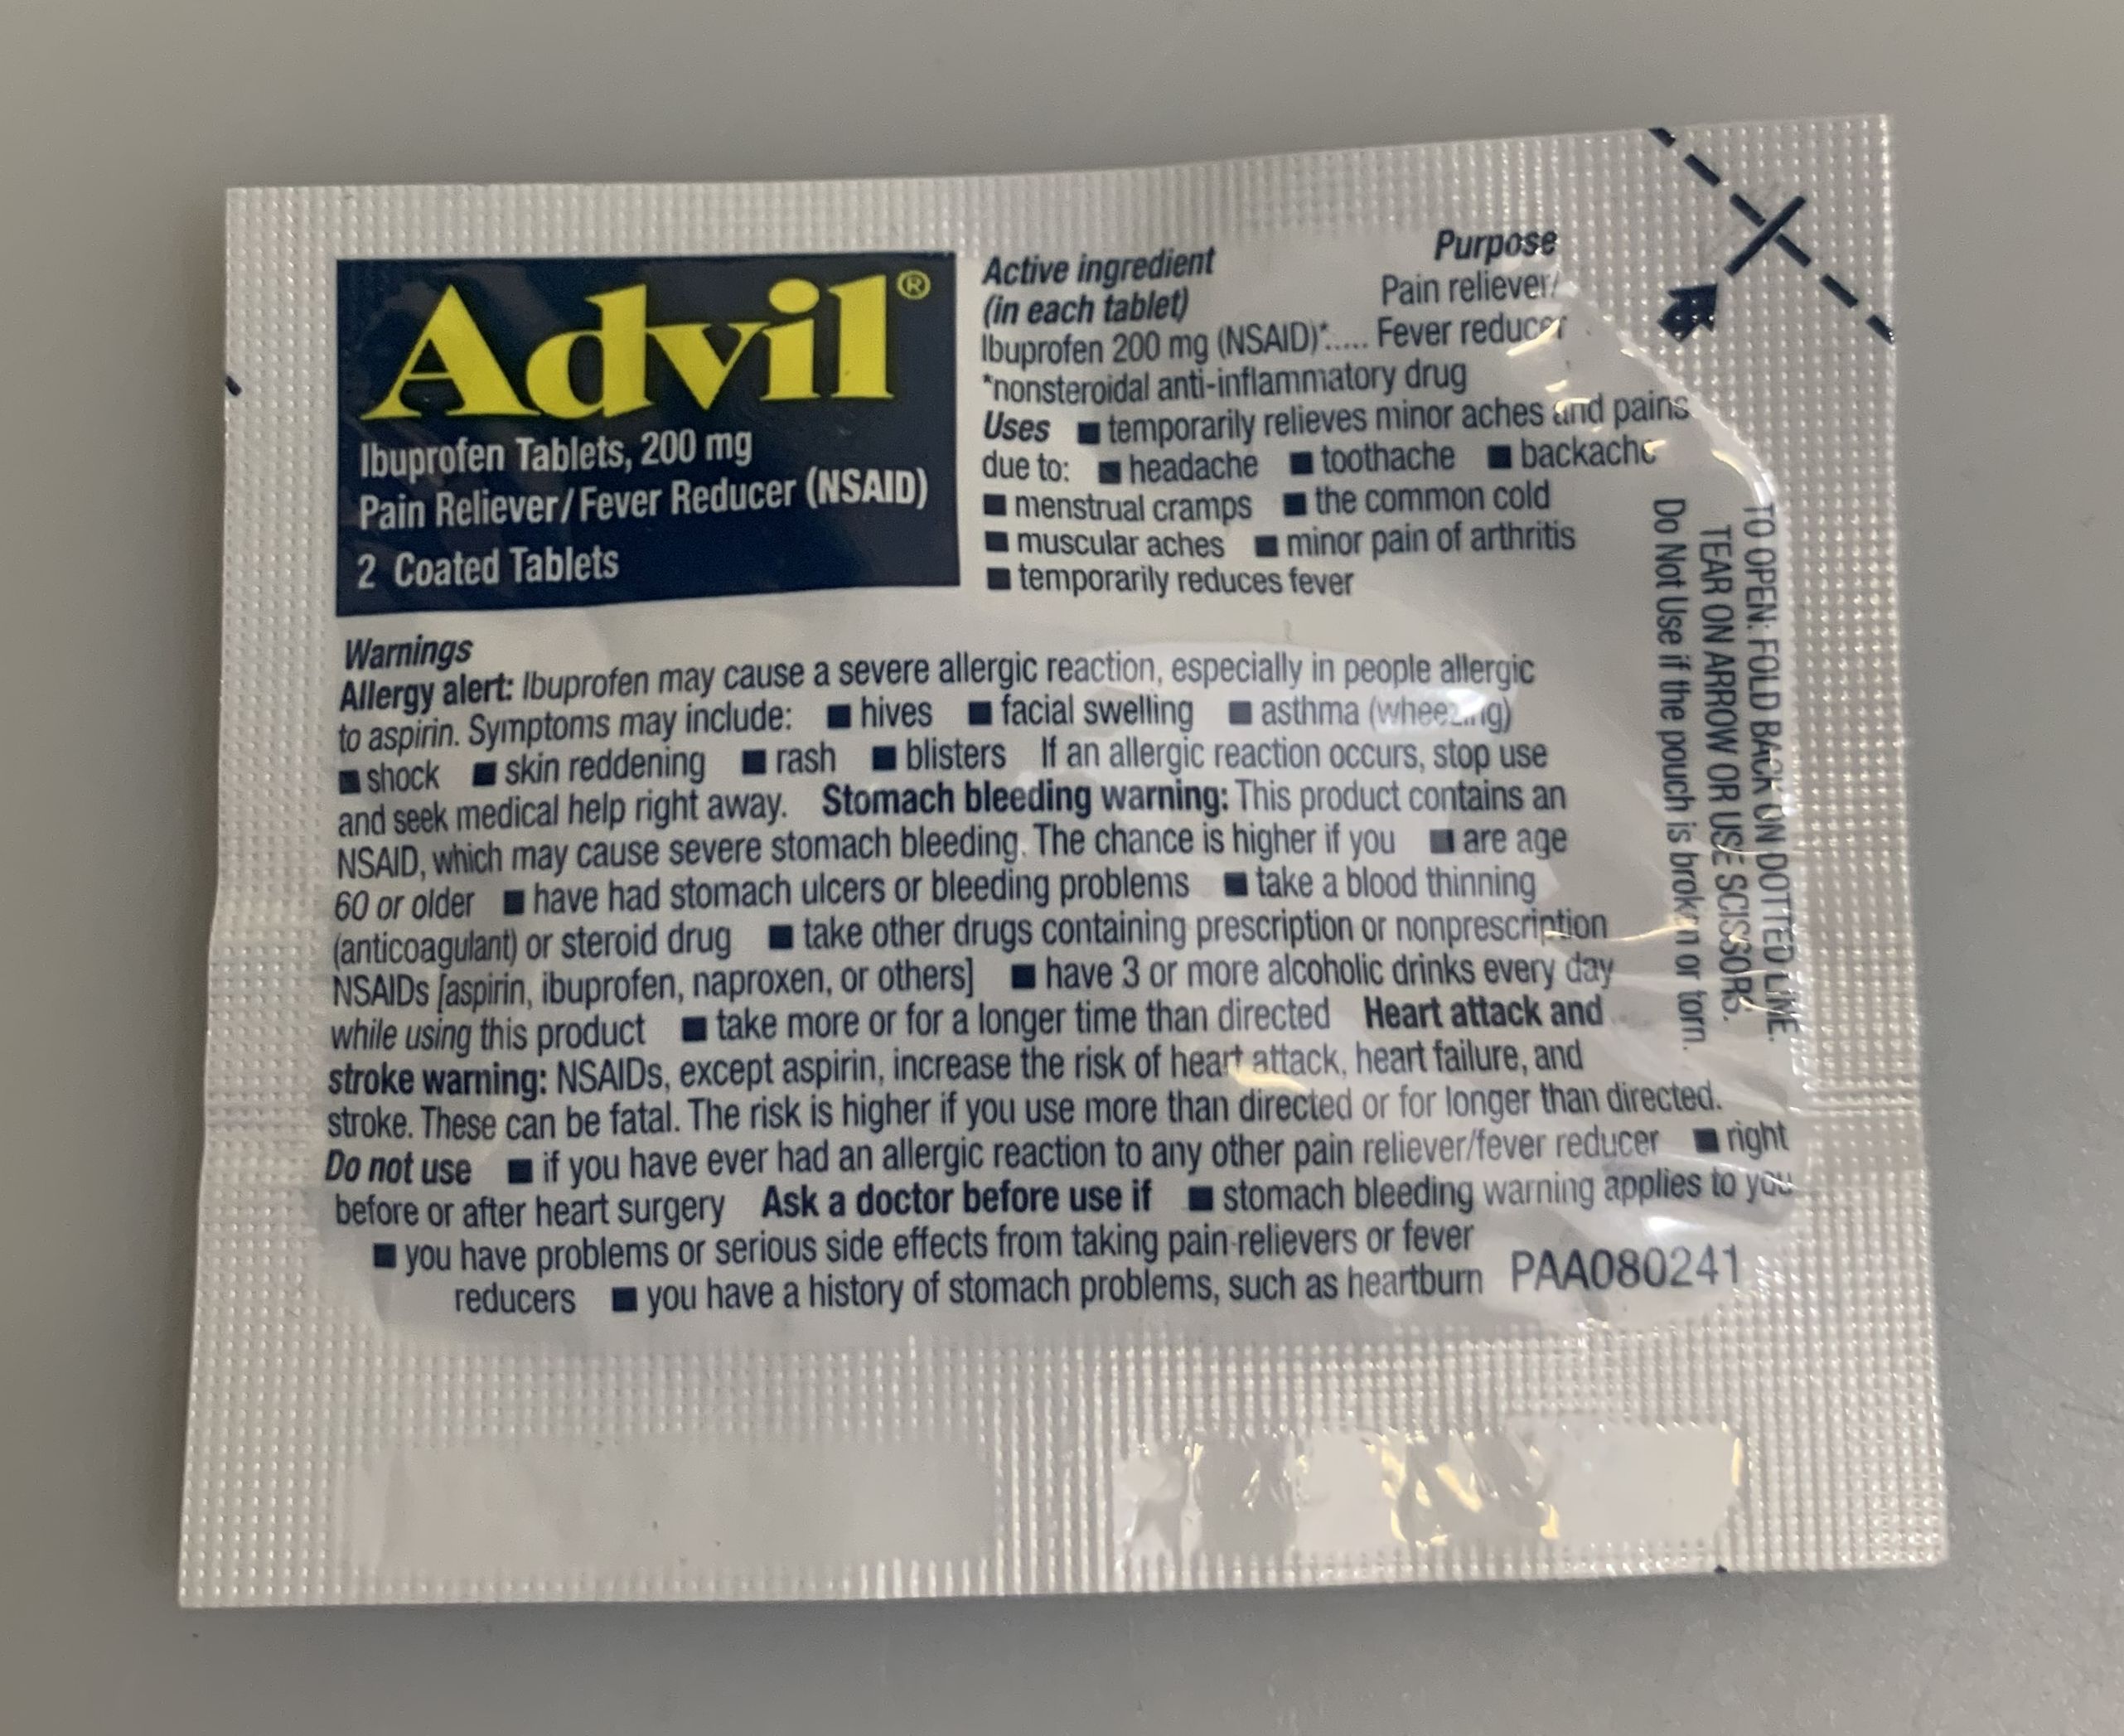 Advil®
Ibuprofen Tablets, 200 mg
Pain Reliever/Fever Reducer (NSAID)
2 Coated Tablets
Active ingredient Purpose
(in each tablet) Pain reliever/
Ibuprofen 200 mg (NSAID)*..... Fever reducer
*nonsteroidal anti-inflammatory drug
Uses ■ temporarily relieves minor aches and pains
due to: ■ headache ■ toothache ■ backache
■ menstrual cramps ■ the common cold
■ muscular aches ■ minor pain of arthritis
■ temporarily reduces fever
Warnings
Allergy alert: Ibuprofen may cause a severe allergic reaction, especially in people allergic
to aspirin. Symptoms may include: ■ hives ■ facial swelling ■ asthma (wheezing)
■ shock ■ skin reddening ■ rash ■ blisters If an allergic reaction occurs, stop use
and seek medical help right away. Stomach bleeding warning: This product contains an
NSAID, which may cause severe stomach bleeding. The chance is higher if you ■ are age
60 or older ■ have had stomach ulcers or bleeding problems ■ take a blood thinning
(anticoagulant) or steroid drug ■ take other drugs containing prescription or nonprescription
NSAIDs [aspirin, ibuprofen, naproxen, or others] ■ have 3 or more alcoholic drinks every day
while using this product ■ take more or for a longer time than directed Heart attack and
stroke warning: NSAIDs, except aspirin, increase the risk of heart attack, heart failure, and
stroke. These can be fatal. The risk is higher if you use more than directed or for longer than directed.
Do not use ■ if you have ever had an allergic reaction to any other pain reliever/fever reducer ■ right
before or after heart surgery Ask a doctor before use if ■ stomach bleeding warning applies to you
■ you have problems or serious side effects from taking pain relievers or fever
reducers ■ you have a history of stomach problems, such as heartburn
PAA080241
TO OPEN: FOLD BACK ON DOTTED LINE.
TEAR ON ARROW OR USE SCISSORS.
Do Not Use if the pouch is broken or torn.